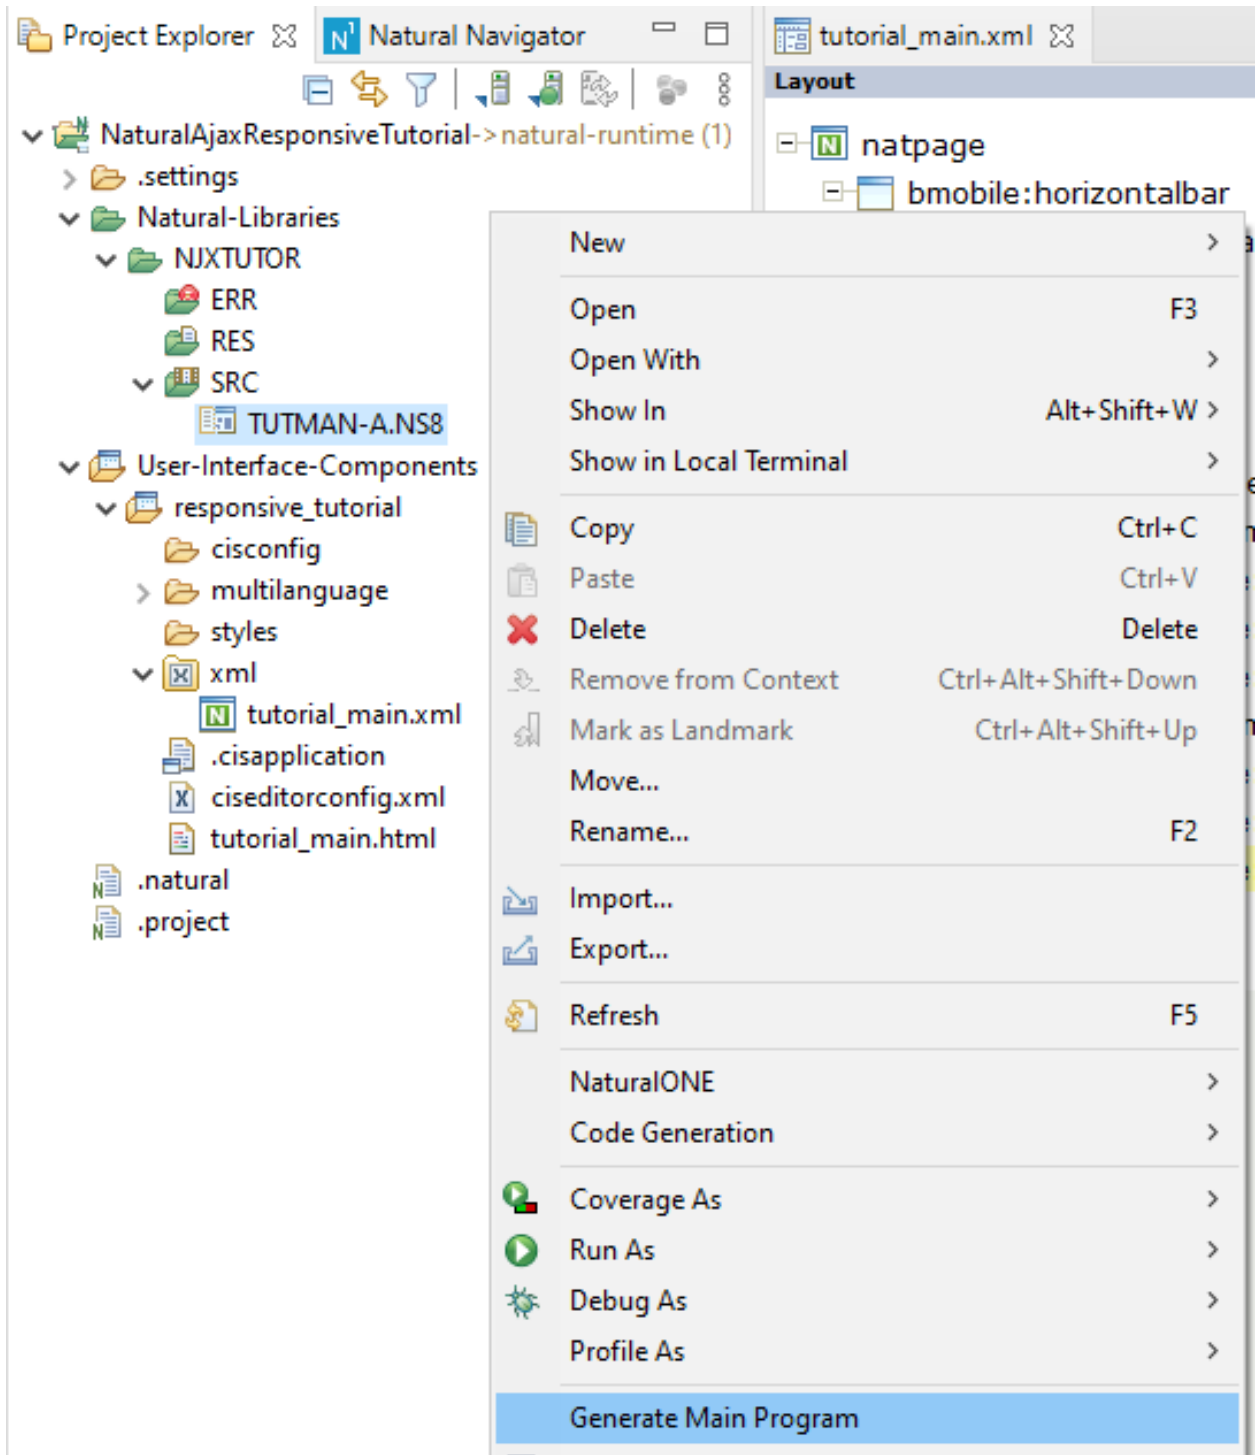 Project Explorer
Natural Navigator
tutorial_main.xml
Layout
NaturalAjaxResponsiveTutorial->natural-runtime (1)
natpage
.settings
bmobile:horizontalbar
Natural-Libraries
NJXTUTOR
ERR
RES
SRC
TUTMAN-A.NS8
User-Interface-Components
responsive_tutorial
cisconfig
multilanguage
styles
xml
tutorial_main.xml
.cisapplication
ciseditorconfig.xml
tutorial_main.html
.natural
.project
New
Open F3
Open With
Show In Alt+Shift+W
Show in Local Terminal
Copy Ctrl+C
Paste Ctrl+V
Delete Delete
Remove from Context Ctrl+Alt+Shift+Down
Mark as Landmark Ctrl+Alt+Shift+Up
Move...
Rename... F2
Import...
Export...
Refresh F5
NaturalONE
Code Generation
Coverage As
Run As
Debug As
Profile As
Generate Main Program